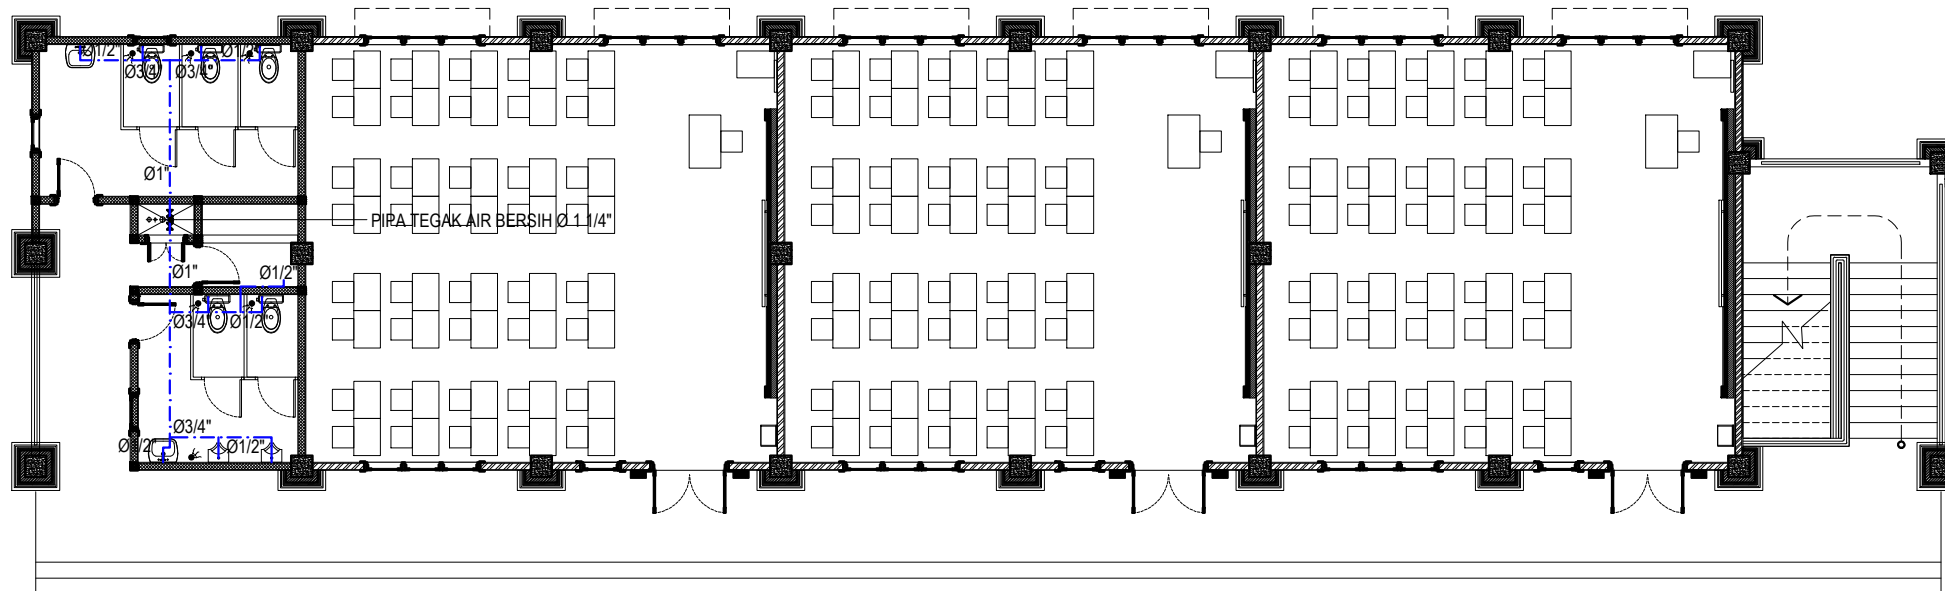 Ø1/2" Ø1/2"
Ø3/4" Ø3/4"
Ø1"
PIPA TEGAK AIR BERSIH Ø 1 1/4"
Ø1" Ø1/2"
Ø3/4" Ø1/2"
Ø3/4"
Ø1/2" Ø1/2"